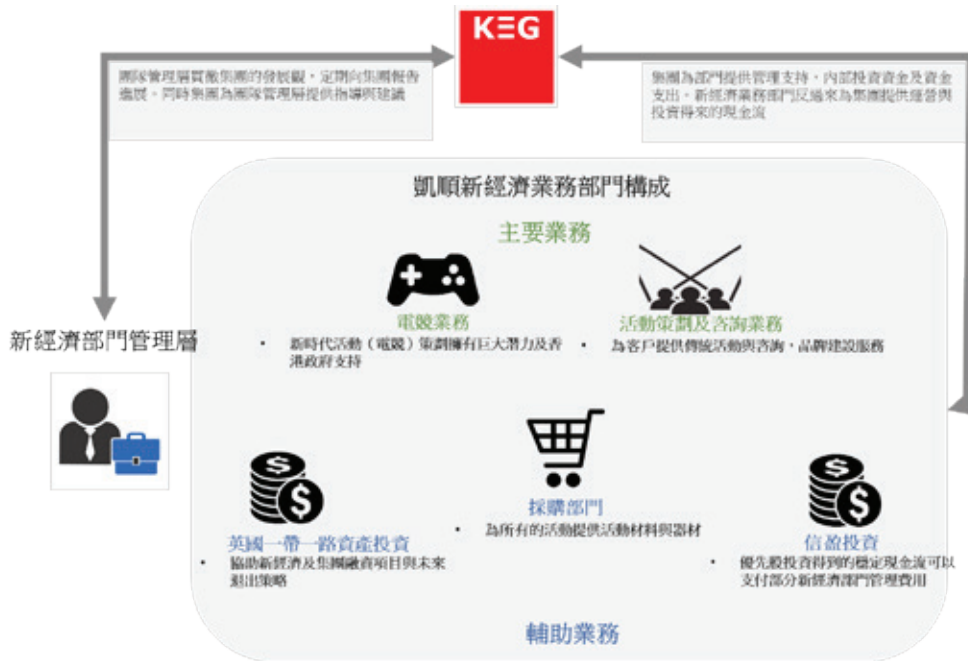 KEG
團隊管理層貫徹集團的發展觀，定期向集團報告
進展。同時集團為團隊管理層提供指導與建議
集團為部門提供管理支持，內部投資資金及資金
支出。新經濟業務部門反過來為集團提供運營與
投資得來的現金流
凱順新經濟業務部門構成
主要業務
電競業務
• 新時代活動（電競）策劃擁有巨大潛力及香
港政府支持
活動策劃及咨詢業務
• 為客戶提供傳統活動與咨詢，品牌建設服務
新經濟部門管理層
英國一帶一路資產投資
• 協助新經濟及集團融資項目與未來
退出策略
採購部門
• 為所有的活動提供活動材料與器材
信盈投資
• 優先股投資得到的穩定現金流可以
支付部分新經濟部門管理費用
輔助業務